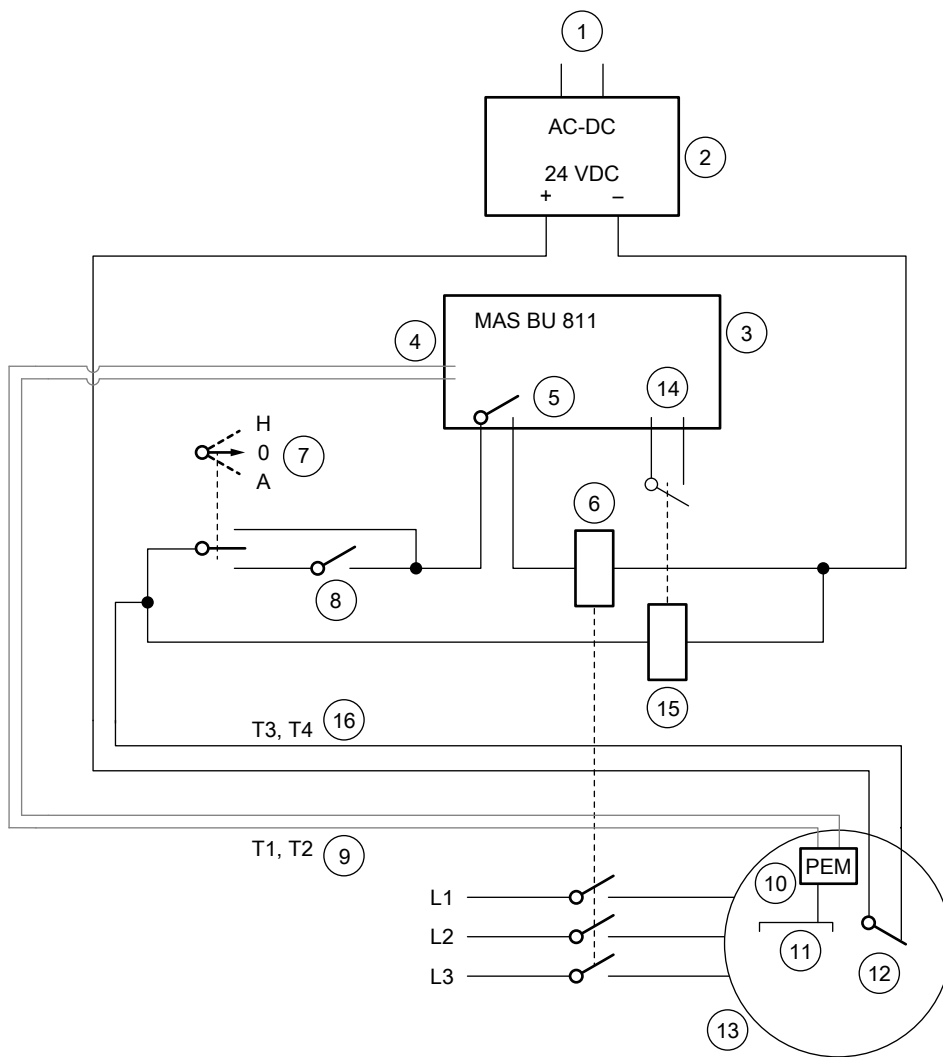 1
AC-DC
2
24 VDC
+ –
MAS BU 811
3
4
14
5
H
0
7
A
6
8
15
T3, T4 16
T1, T2 9
PEM
10
L1
11
L2
12
L3
13